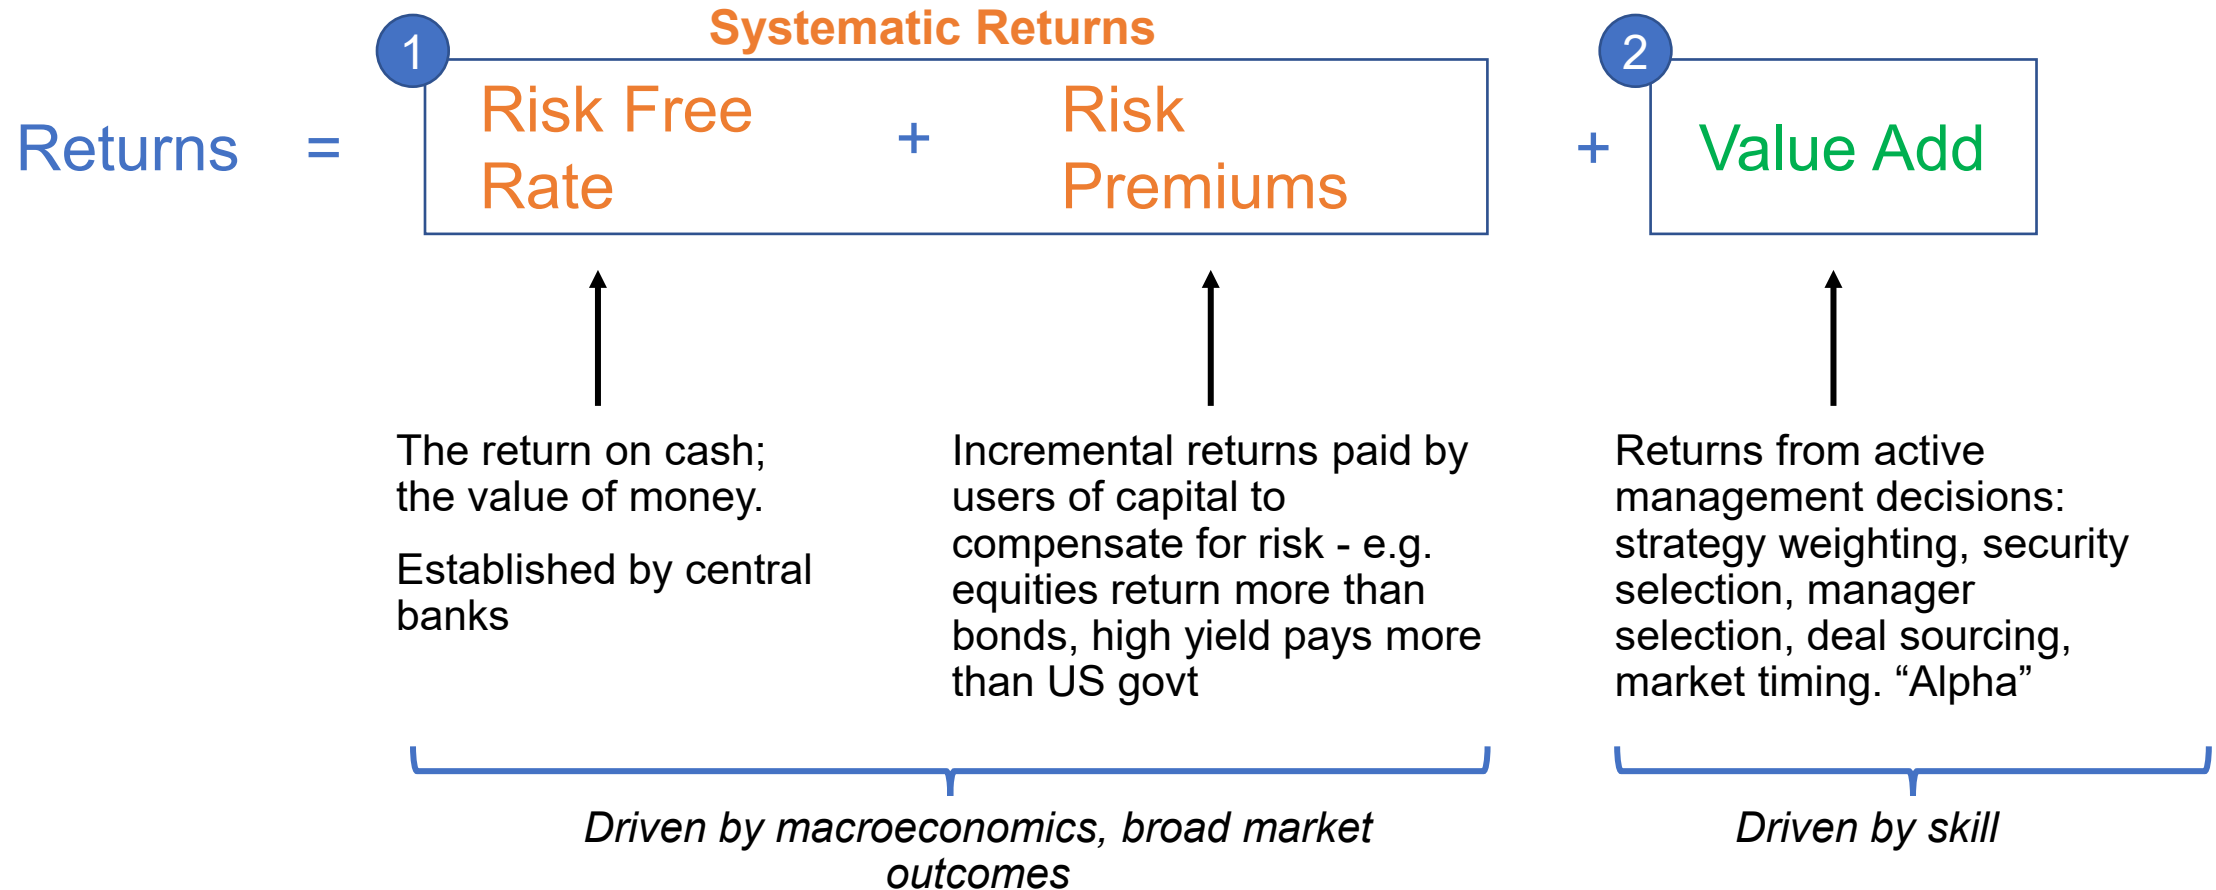 Systematic Returns
1
2
Returns = Risk Free + Risk + Value Add
Rate Premiums
The return on cash;
the value of money.
Established by central
banks
Incremental returns paid by
users of capital to
compensate for risk - e.g.
equities return more than
bonds, high yield pays more
than US govt
Returns from active
management decisions:
strategy weighting, security
selection, manager
selection, deal sourcing,
market timing. “Alpha”
Driven by macroeconomics, broad market
outcomes
Driven by skill